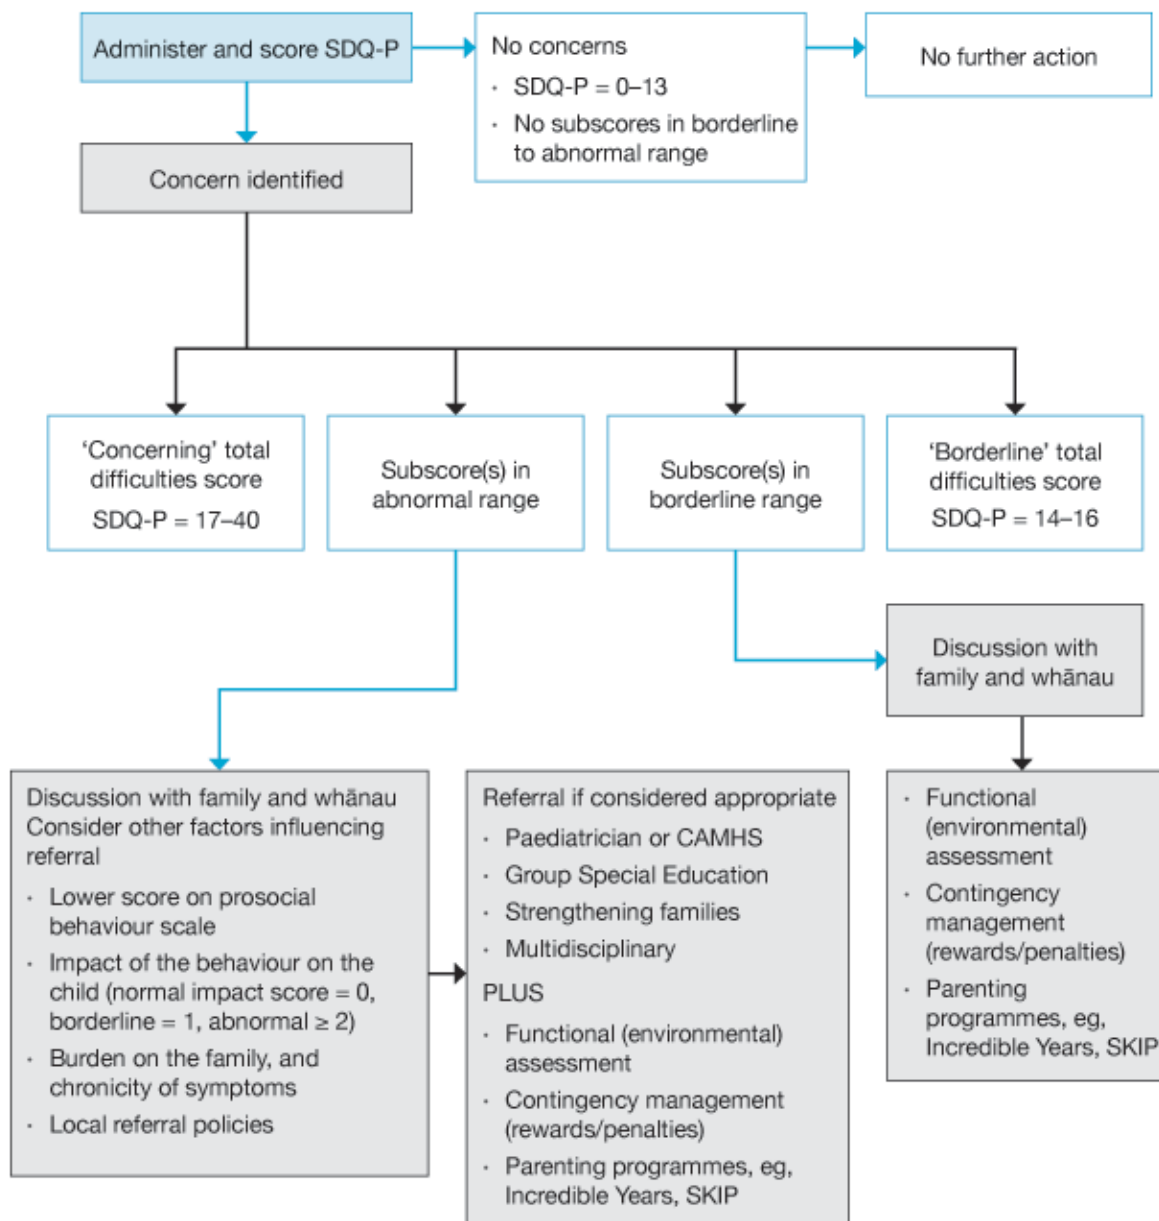 Administer and score SDQ-P
No concerns
· SDQ-P = 0–13
· No subscores in borderline
to abnormal range
No further action
Concern identified
‘Concerning’ total
difficulties score
SDQ-P = 17–40
Subscore(s) in
abnormal range
Subscore(s) in
borderline range
‘Borderline’ total
difficulties score
SDQ-P = 14–16
Discussion with
family and whānau
Discussion with family and whānau
Consider other factors influencing
referral
· Lower score on prosocial
behaviour scale
· Impact of the behaviour on the
child (normal impact score = 0,
borderline = 1, abnormal ≥ 2)
· Burden on the family, and
chronicity of symptoms
· Local referral policies
Referral if considered appropriate
· Paediatrician or CAMHS
· Group Special Education
· Strengthening families
· Multidisciplinary
PLUS
· Functional (environmental)
assessment
· Contingency management
(rewards/penalties)
· Parenting programmes, eg,
Incredible Years, SKIP
· Functional
(environmental)
assessment
· Contingency
management
(rewards/penalties)
· Parenting
programmes, eg,
Incredible Years, SKIP